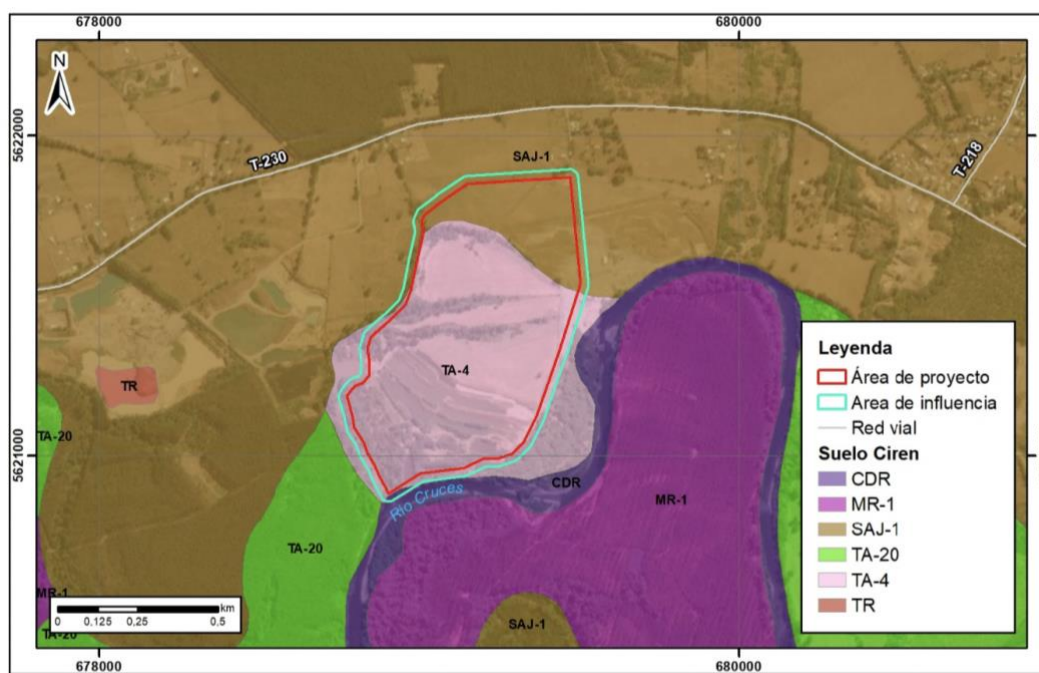 678000
680000
N
5622000
5622000
T-230
SAJ-1
T-218
TR
TA-4
TA-20
5621000
5621000
CDR
Río Cruces
MR-1
TA-20
MR-1
TA-20
SAJ-1
0 0,125 0,25 0,5
km
Leyenda
Área de proyecto
Area de influencia
Red vial
Suelo Ciren
CDR
MR-1
SAJ-1
TA-20
TA-4
TR
678000
680000